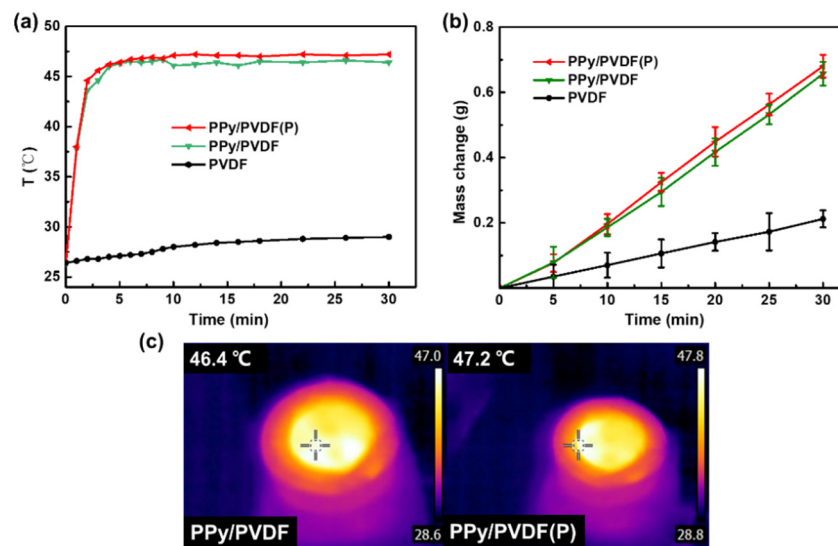 (a)
50
45
40
35
30
25
T (℃)
PPy/PVDF(P)
PPy/PVDF
PVDF
0 5 10 15 20 25 30
Time (min)
(b)
0.8
0.6
0.4
0.2
Mass change (g)
PPy/PVDF(P)
PPy/PVDF
PVDF
0 5 10 15 20 25 30
Time (min)
(c)
46.4 ℃
47.0
28.6
PPy/PVDF
47.2 ℃
47.8
28.8
PPy/PVDF(P)